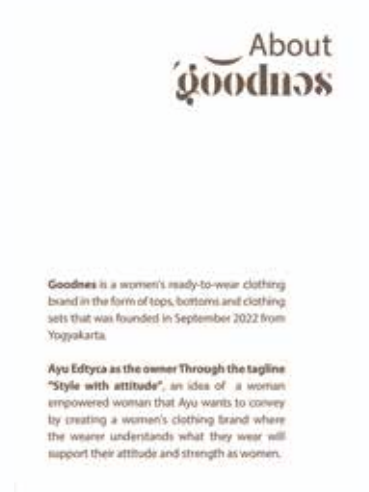 About
goodnes
Goodnes is a women's ready-to-wear clothing
brand in the form of tops, bottoms and clothing
sets that was founded in September 2022 from
Yogyakarta.
Ayu Edtyca as the owner Through the tagline
"Style with attitude", an idea of a woman
empowered woman that Ayu wants to convey
by creating a women's clothing brand where
the wearer understands what they wear will
support their attitude and strength as women.